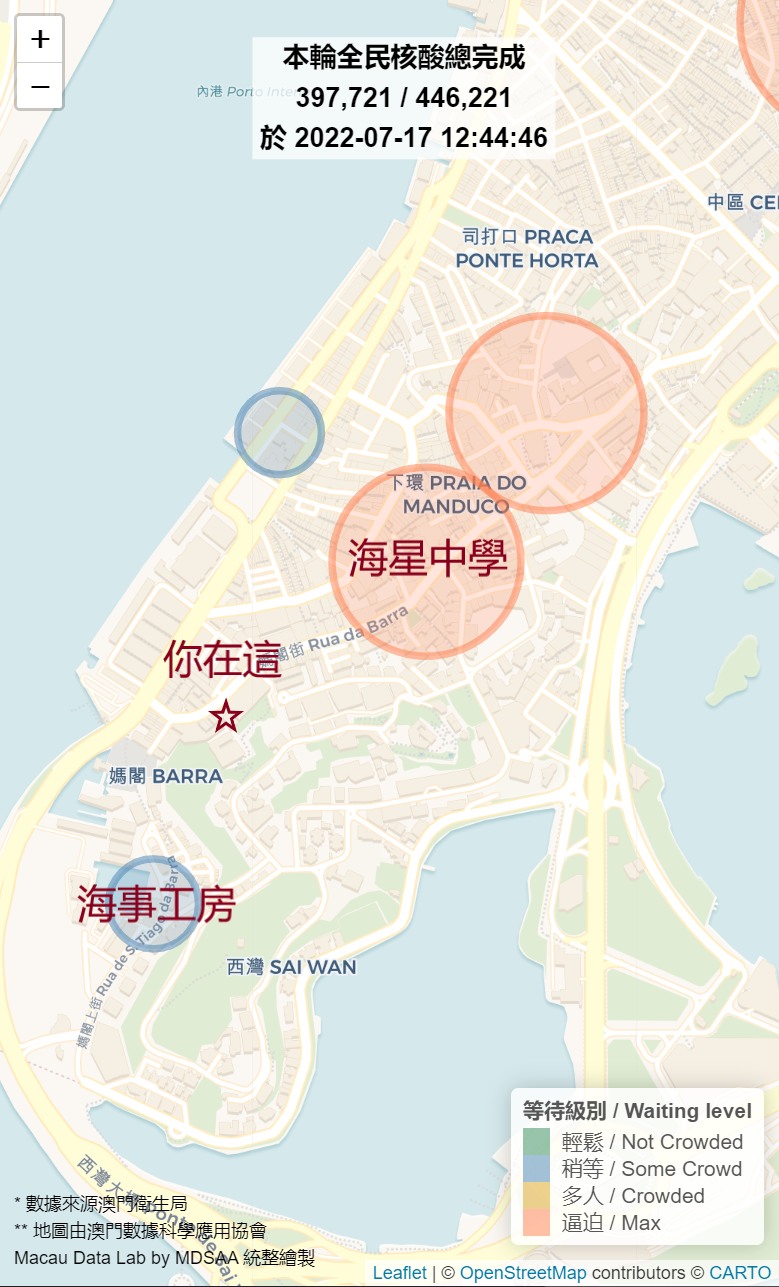 +
−
本輪全民核酸總完成
397,721 / 446,221
於 2022-07-17 12:44:46
內港 Porto Inte
中區 CE
司打口 PRACA
PONTE HORTA
下環 PRAIA DO
MANDUCO
海星中學
媽閣街 Rua da Barra
你在這
媽閣 BARRA
海事工房
媽閣上街 Rua de S. Tiago da Barra
西灣 SAI WAN
西灣大橋 Ponte de Sai
等待級別 / Waiting level
輕鬆 / Not Crowded
稍等 / Some Crowd
多人 / Crowded
逼迫 / Max
* 數據來源澳門衛生局
** 地圖由澳門數據科學應用協會
Macau Data Lab by MDSAA 統整繪製
Leaflet | © OpenStreetMap contributors © CARTO